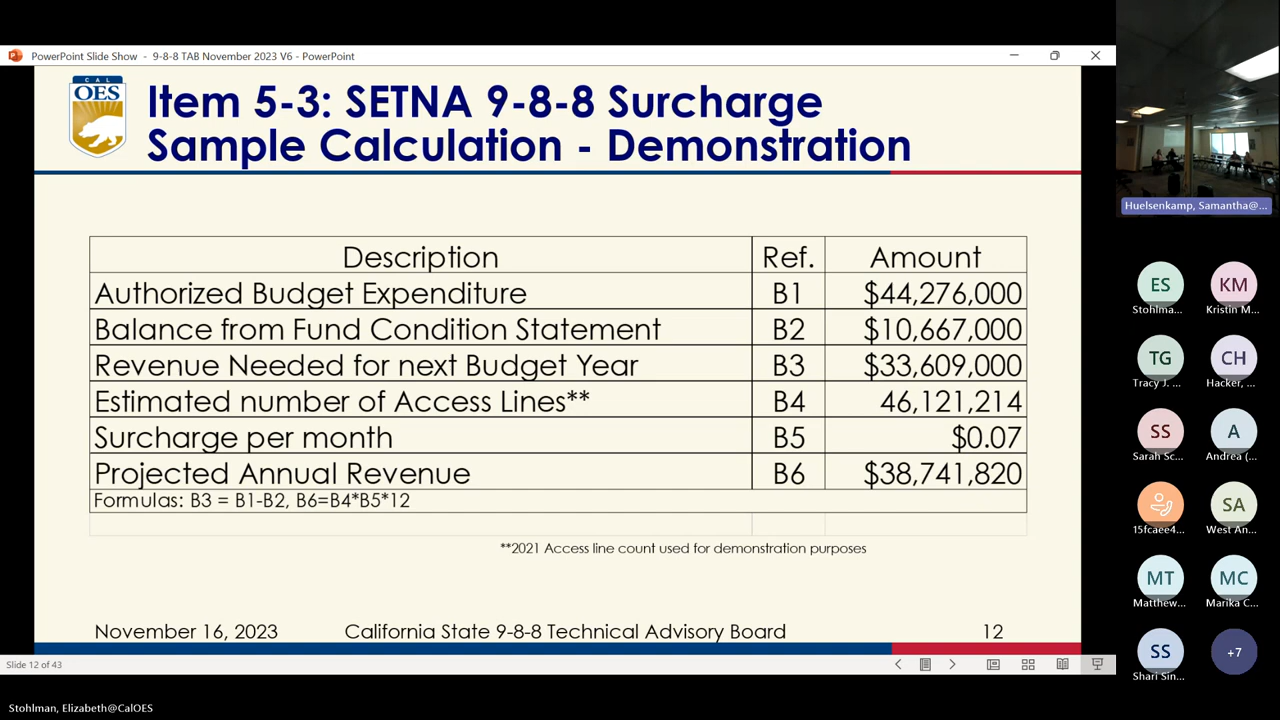 PowerPoint Slide Show - 9-8-8 TAB November 2023 V6 - PowerPoint
CAL
OES
Item 5-3: SETNA 9-8-8 Surcharge
Sample Calculation - Demonstration
Description Ref. Amount
Authorized Budget Expenditure B1 $44,276,000
Balance from Fund Condition Statement B2 $10,667,000
Revenue Needed for next Budget Year B3 $33,609,000
Estimated number of Access Lines** B4 46,121,214
Surcharge per month B5 $0.07
Projected Annual Revenue B6 $38,741,820
Formulas: B3 = B1-B2, B6=B4*B5*12
**2021 Access line count used for demonstration purposes
November 16, 2023 California State 9-8-8 Technical Advisory Board 12
Slide 12 of 43
Stohlman, Elizabeth@CalOES
Huelsenkamp, Samantha@...
ES KM
Stohlma... Kristin M...
TG CH
Tracy J. ... Hacker, ...
SS A
Sarah Sc... Andrea (...
SA
15fcaee4... West An...
MT MC
Matthew... Marika C...
SS +7
Shari Sin...